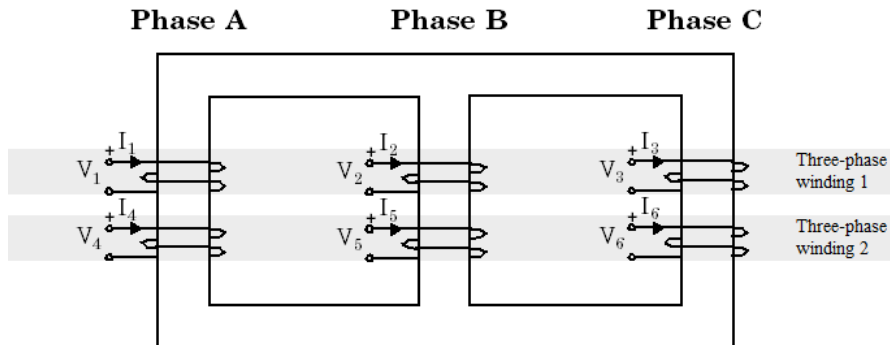 Phase A Phase B Phase C
+ I1 + I2 + I3
V1 V2 V3
Three-phase
winding 1
+ I4 + I5 + I6
V4 V5 V6
Three-phase
winding 2